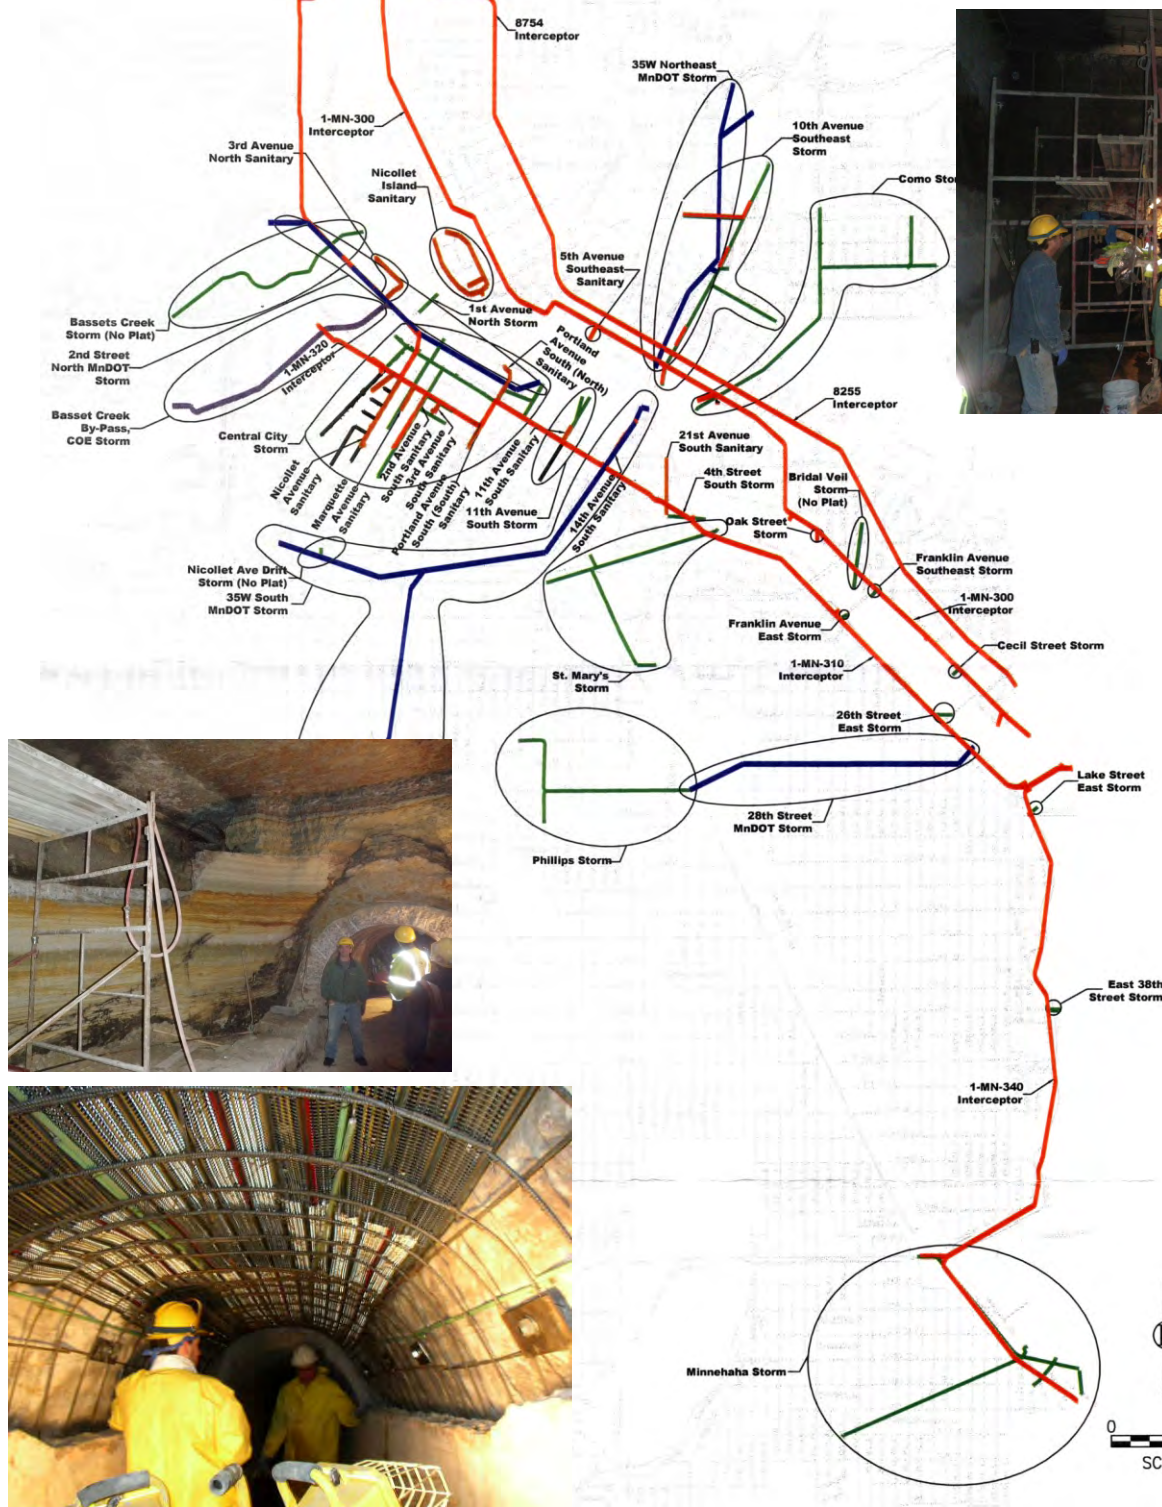 8754
Interceptor
35W Northeast
MnDOT Storm
1-MN-300
Interceptor
10th Avenue
Southeast
Storm
3rd Avenue
North Sanitary
Nicollet
Island
Sanitary
Como Sto
5th Avenue
Southeast
Sanitary
1st Avenue
North Storm
Bassets Creek
Storm (No Plat)
2nd Street
North MnDOT
Storm
1-MN-320
Interceptor
Portland
Avenue
South (North)
Sanitary
Basset Creek
By-Pass,
COE Storm
8255
Interceptor
Central City
Storm
Nicollet
Avenue
Sanitary
Marquette
Avenue
Sanitary
2nd Avenue
South Sanitary
3rd Avenue
South Sanitary
Portland Avenue
South (South)
Sanitary
11th Avenue
South Sanitary
11th Avenue
South Storm
14th Avenue
South Sanitary
21st Avenue
South Sanitary
4th Street
South Storm
Bridal Veil
Storm
(No Plat)
Oak Street
Storm
Nicollet Ave Drift
Storm (No Plat)
35W South
MnDOT Storm
Franklin Avenue
Southeast Storm
1-MN-300
Interceptor
Franklin Avenue
East Storm
Cecil Street Storm
1-MN-310
Interceptor
St. Mary's
Storm
26th Street
East Storm
Lake Street
East Storm
28th Street
MnDOT Storm
Phillips Storm
East 38th
Street Storm
1-MN-340
Interceptor
Minnehaha Storm
0
SC